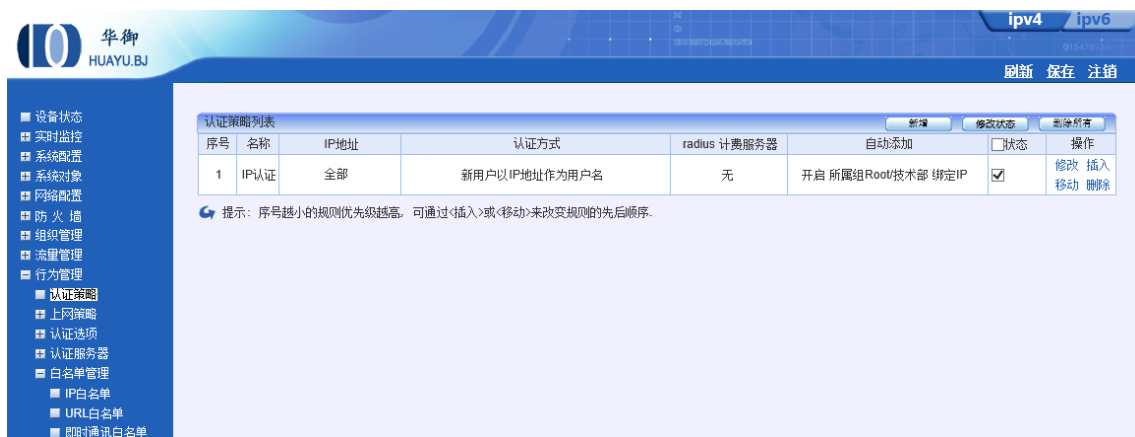 华御
HUAYU.BJ
ipv4 ipv6
刷新 保存 注销
设备状态
实时监控
系统配置
系统对象
网络配置
防 火 墙
组织管理
流量管理
行为管理
认证策略
上网策略
认证选项
认证服务器
白名单管理
IP白名单
URL白名单
即时通讯白名单
认证策略列表 新增 修改状态 删除所有
序号 名称 IP地址 认证方式 radius 计费服务器 自动添加 状态 操作
1 IP认证 全部 新用户以IP地址作为用户名 无 开启 所属组Root/技术部 绑定IP 修改 插入
移动 删除
提示：序号越小的规则优先级越高，可通过<插入>或<移动>来改变规则的先后顺序.